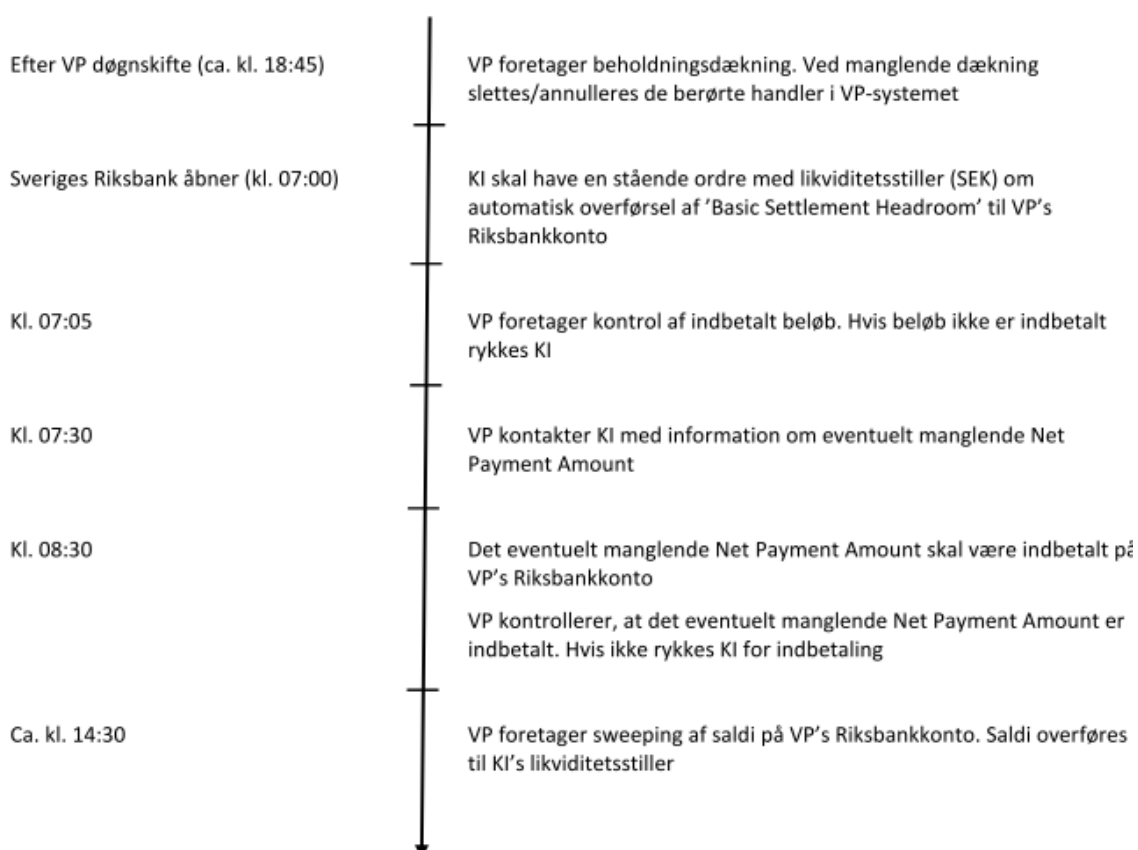 Efter VP døgnskifte (ca. kl. 18:45)
VP foretager beholdningsdækning. Ved manglende dækning
slettes/annulleres de berørte handler i VP-systemet
Sveriges Riksbank åbner (kl. 07:00)
KI skal have en stående ordre med likviditetsstiller (SEK) om
automatisk overførsel af ’Basic Settlement Headroom’ til VP’s
Riksbankkonto
Kl. 07:05
VP foretager kontrol af indbetalt beløb. Hvis beløb ikke er indbetalt
rykkes KI
Kl. 07:30
VP kontakter KI med information om eventuelt manglende Net
Payment Amount
Kl. 08:30
Det eventuelt manglende Net Payment Amount skal være indbetalt på
VP’s Riksbankkonto
VP kontrollerer, at det eventuelt manglende Net Payment Amount er
indbetalt. Hvis ikke rykkes KI for indbetaling
Ca. kl. 14:30
VP foretager sweeping af saldi på VP’s Riksbankkonto. Saldi overføres
til KI’s likviditetsstiller